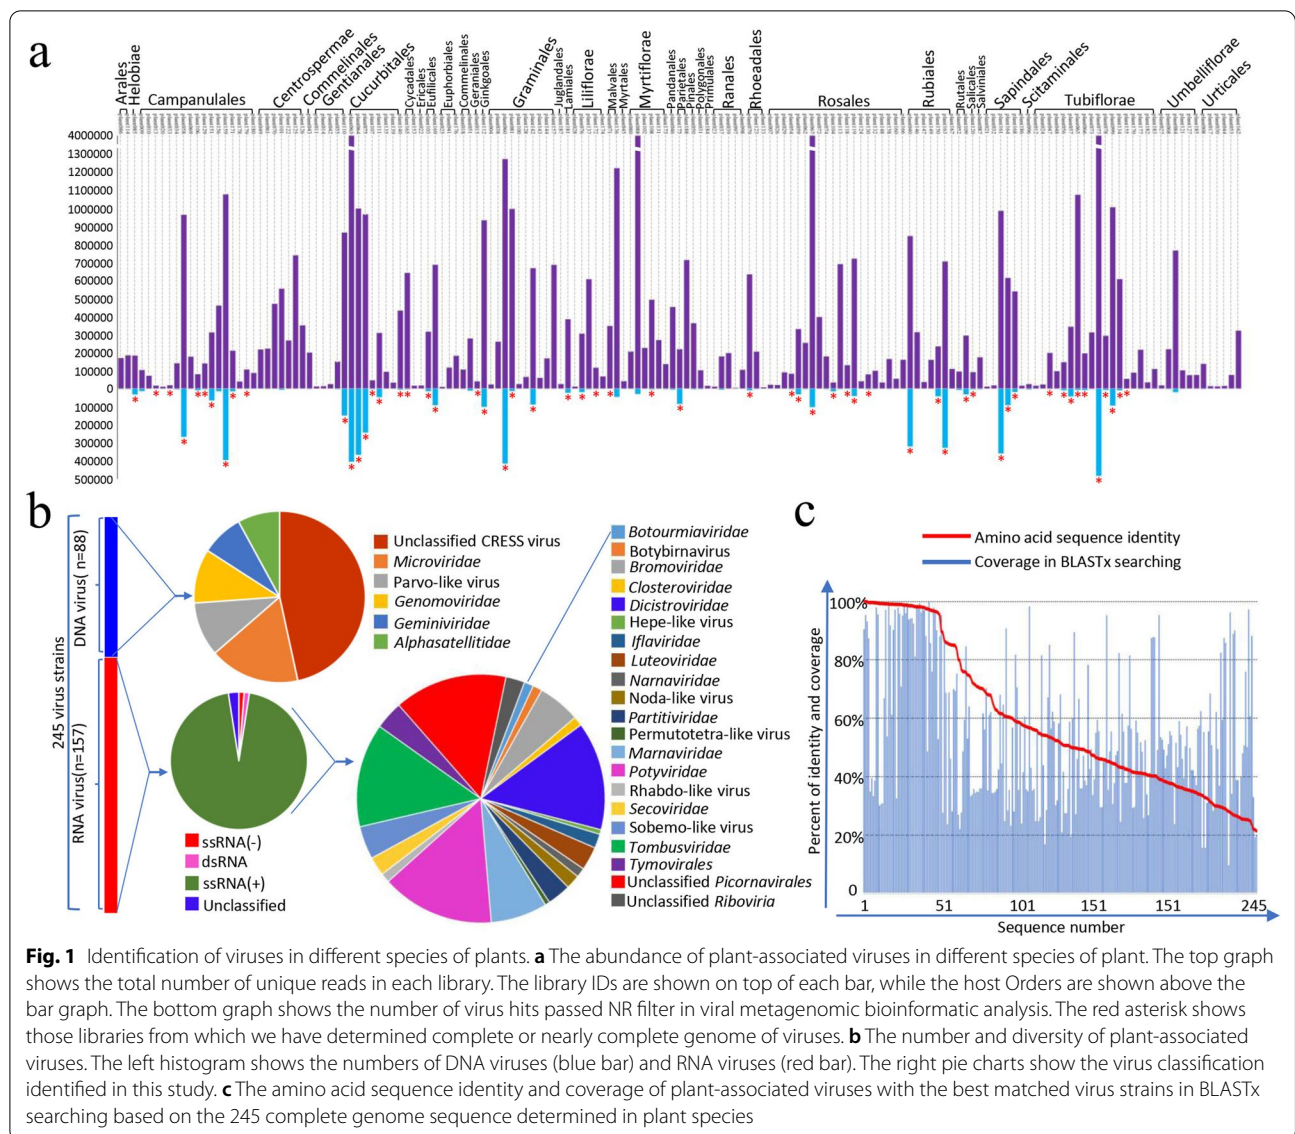 a
Arales
Helobiae
Campanulales
Centrospermae
Commelinales
Gentianales
Cucurbitales
Cycadales
Ericales
Eufilicales
Euphorbiales
Commelinales
Geraniales
Ginkgoales
Graminales
Juglandales
Lamiales
Liliflorae
Malvales
Myrtales
Myrtiflorae
Pandanales
Parietales
Pinales
Polygonales
Primulales
Ranales
Rhoeadales
Rosales
Rubiales
Rutales
Salicales
Salviniales
Sapindales
Scitaminales
Tubiflorae
Umbelliflorae
Urticales
4000000
1300000
1200000
1100000
1000000
900000
800000
700000
600000
500000
400000
300000
200000
100000
0
100000
200000
300000
400000
500000
b
245 virus strains
DNA virus( n=88)
RNA virus(n=157)
Unclassified CRESS virus
Microviridae
Parvo-like virus
Genomoviridae
Geminiviridae
Alphasatellitidae
ssRNA(-)
dsRNA
ssRNA(+)
Unclassified
Botourmiaviridae
Botybirnavirus
Bromoviridae
Closteroviridae
Dicistroviridae
Hepe-like virus
Iflaviridae
Luteoviridae
Narnaviridae
Noda-like virus
Partitiviridae
Permutotetra-like virus
Marnaviridae
Potyviridae
Rhabdo-like virus
Secoviridae
Sobemo-like virus
Tombusviridae
Tymovirales
Unclassified Picornavirales
Unclassified Riboviria
c
Amino acid sequence identity
Coverage in BLASTx searching
Percent of identity and coverage
100%
80%
60%
40%
20%
0
1 51 101 151 151 245
Sequence number
Fig. 1 Identification of viruses in different species of plants. a The abundance of plant-associated viruses in different species of plant. The top graph
shows the total number of unique reads in each library. The library IDs are shown on top of each bar, while the host Orders are shown above the
bar graph. The bottom graph shows the number of virus hits passed NR filter in viral metagenomic bioinformatic analysis. The red asterisk shows
those libraries from which we have determined complete or nearly complete genome of viruses. b The number and diversity of plant-associated
viruses. The left histogram shows the numbers of DNA viruses (blue bar) and RNA viruses (red bar). The right pie charts show the virus classification
identified in this study. c The amino acid sequence identity and coverage of plant-associated viruses with the best matched virus strains in BLASTx
searching based on the 245 complete genome sequence determined in plant species